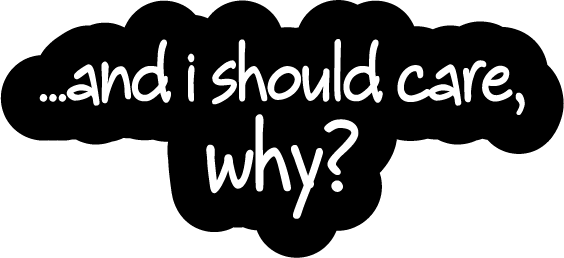 ...and i should care,
why?